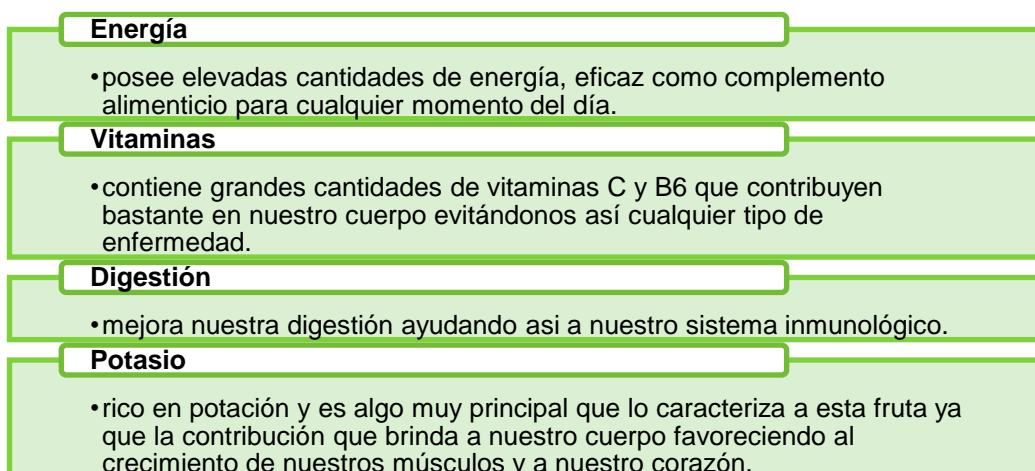 Energía
•posee elevadas cantidades de energía, eficaz como complemento
alimenticio para cualquier momento del día.
Vitaminas
•contiene grandes cantidades de vitaminas C y B6 que contribuyen
bastante en nuestro cuerpo evitándonos así cualquier tipo de
enfermedad.
Digestión
•mejora nuestra digestión ayudando asi a nuestro sistema inmunológico.
Potasio
•rico en potación y es algo muy principal que lo caracteriza a esta fruta ya
que la contribución que brinda a nuestro cuerpo favoreciendo al
crecimiento de nuestros músculos y a nuestro corazón.